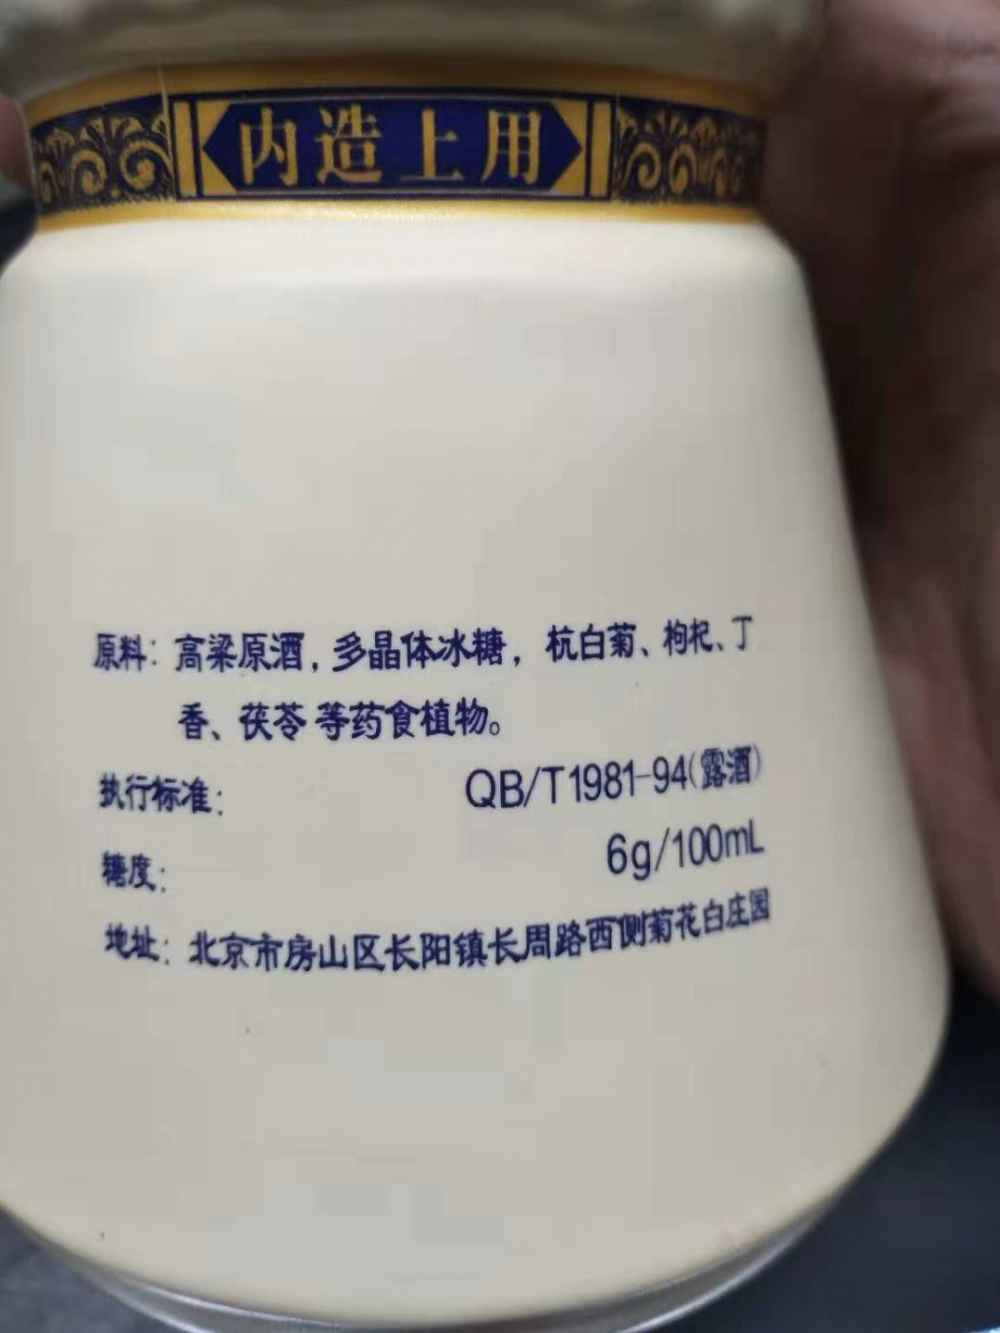 内造上用
原料：高粱原酒，多晶体冰糖，杭白菊、枸杞、丁
香、茯苓等药食植物。
执行标准： QB/T1981-94(露酒)
糖度： 6g/100mL
地址：北京市房山区长阳镇长周路西侧菊花白庄园